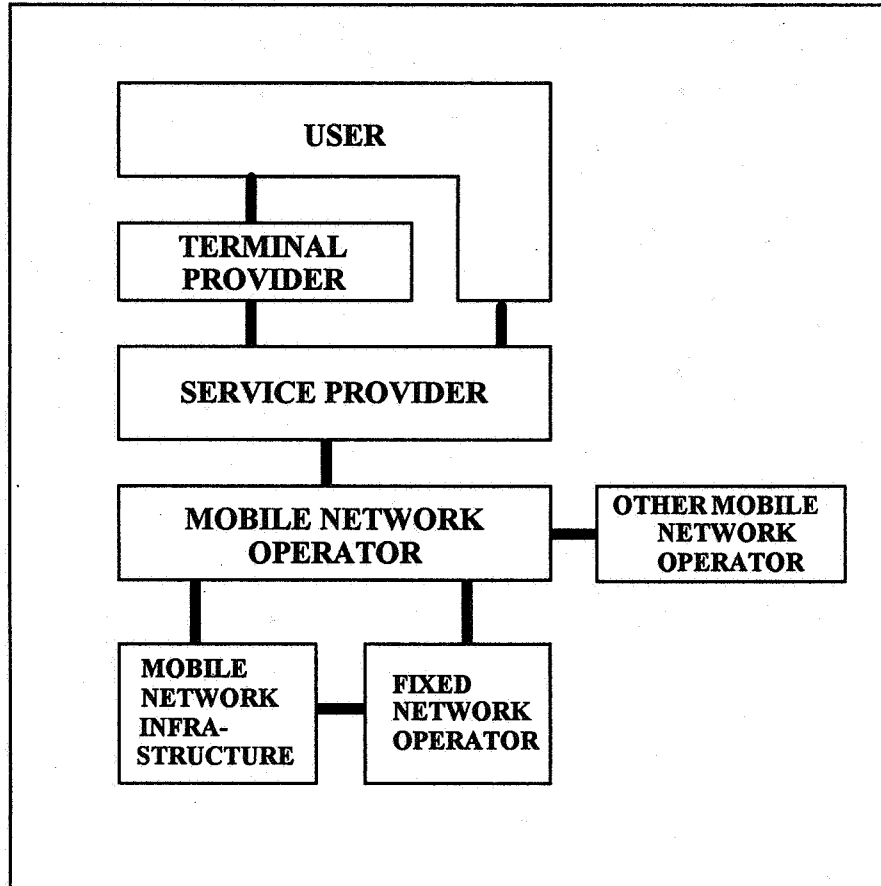 USER
TERMINAL
PROVIDER
SERVICE PROVIDER
MOBILE NETWORK
OPERATOR
OTHER MOBILE
NETWORK
OPERATOR
MOBILE
NETWORK
INFRA-
STRUCTURE
FIXED
NETWORK
OPERATOR